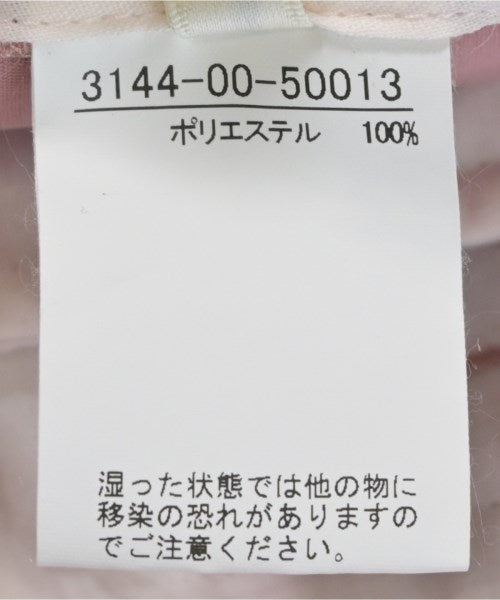 3144-00-50013
ポリエステル 100%
湿った状態では他の物に
移染の恐れがありますの
でご注意ください。